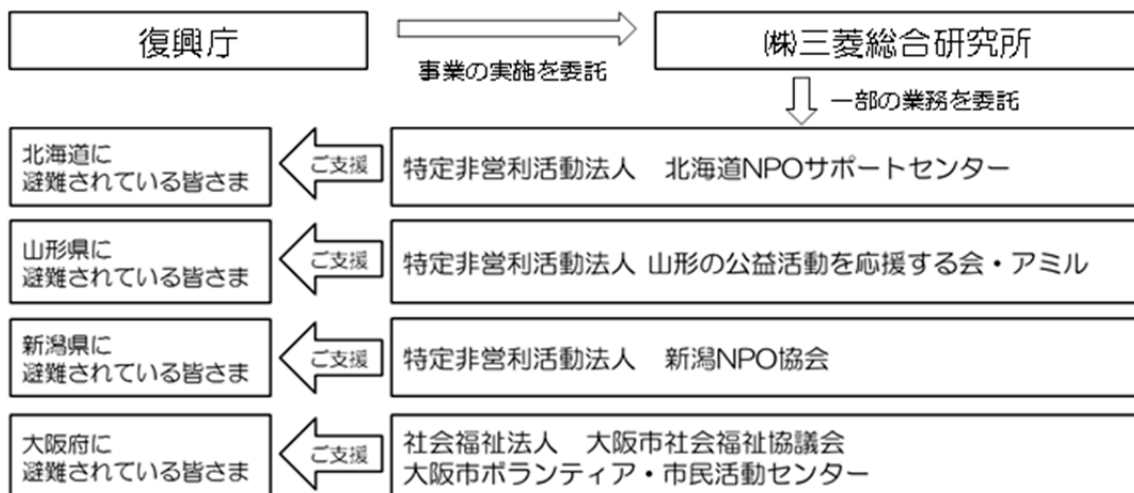 復興庁
事業の実施を委託
㈱三菱総合研究所
一部の業務を委託
北海道に
避難されている皆さま
ご支援
特定非営利活動法人　北海道NPOサポートセンター
山形県に
避難されている皆さま
ご支援
特定非営利活動法人 山形の公益活動を応援する会・アミル
新潟県に
避難されている皆さま
ご支援
特定非営利活動法人　新潟NPO協会
大阪府に
避難されている皆さま
ご支援
社会福祉法人　大阪市社会福祉協議会
大阪市ボランティア・市民活動センター